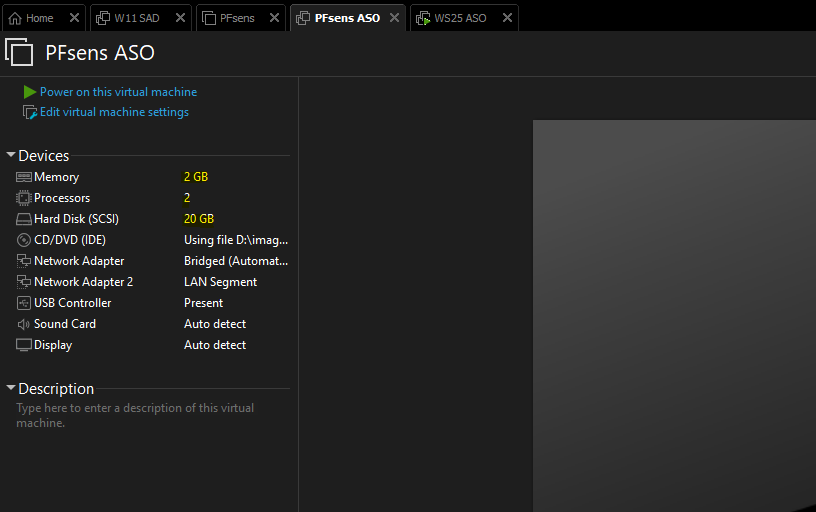 Home W11 SAD PFsens PFsens ASO WS25 ASO
PFsens ASO
Power on this virtual machine
Edit virtual machine settings
Devices
Memory 2 GB
Processors 2
Hard Disk (SCSI) 20 GB
CD/DVD (IDE) Using file D:\imag...
Network Adapter Bridged (Automat...
Network Adapter 2 LAN Segment
USB Controller Present
Sound Card Auto detect
Display Auto detect
Description
Type here to enter a description of this virtual
machine.